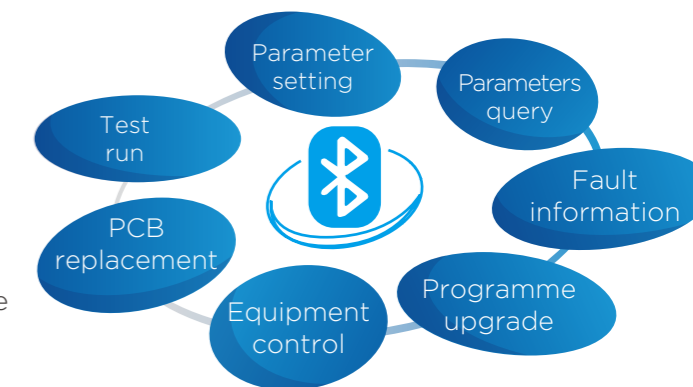 Parameter
setting
Parameters
query
Test
run
Fault
information
PCB
replacement
Programme
upgrade
Equipment
control
e